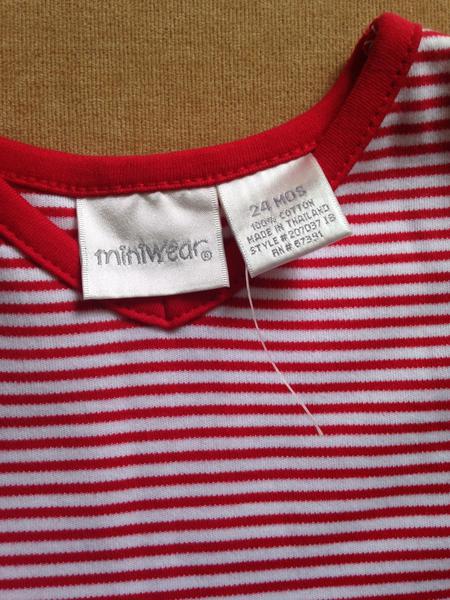 miniwear®
24 MOS
100% COTTON
MADE IN THAILAND
STYLE # 207037 1B
RN # 67391